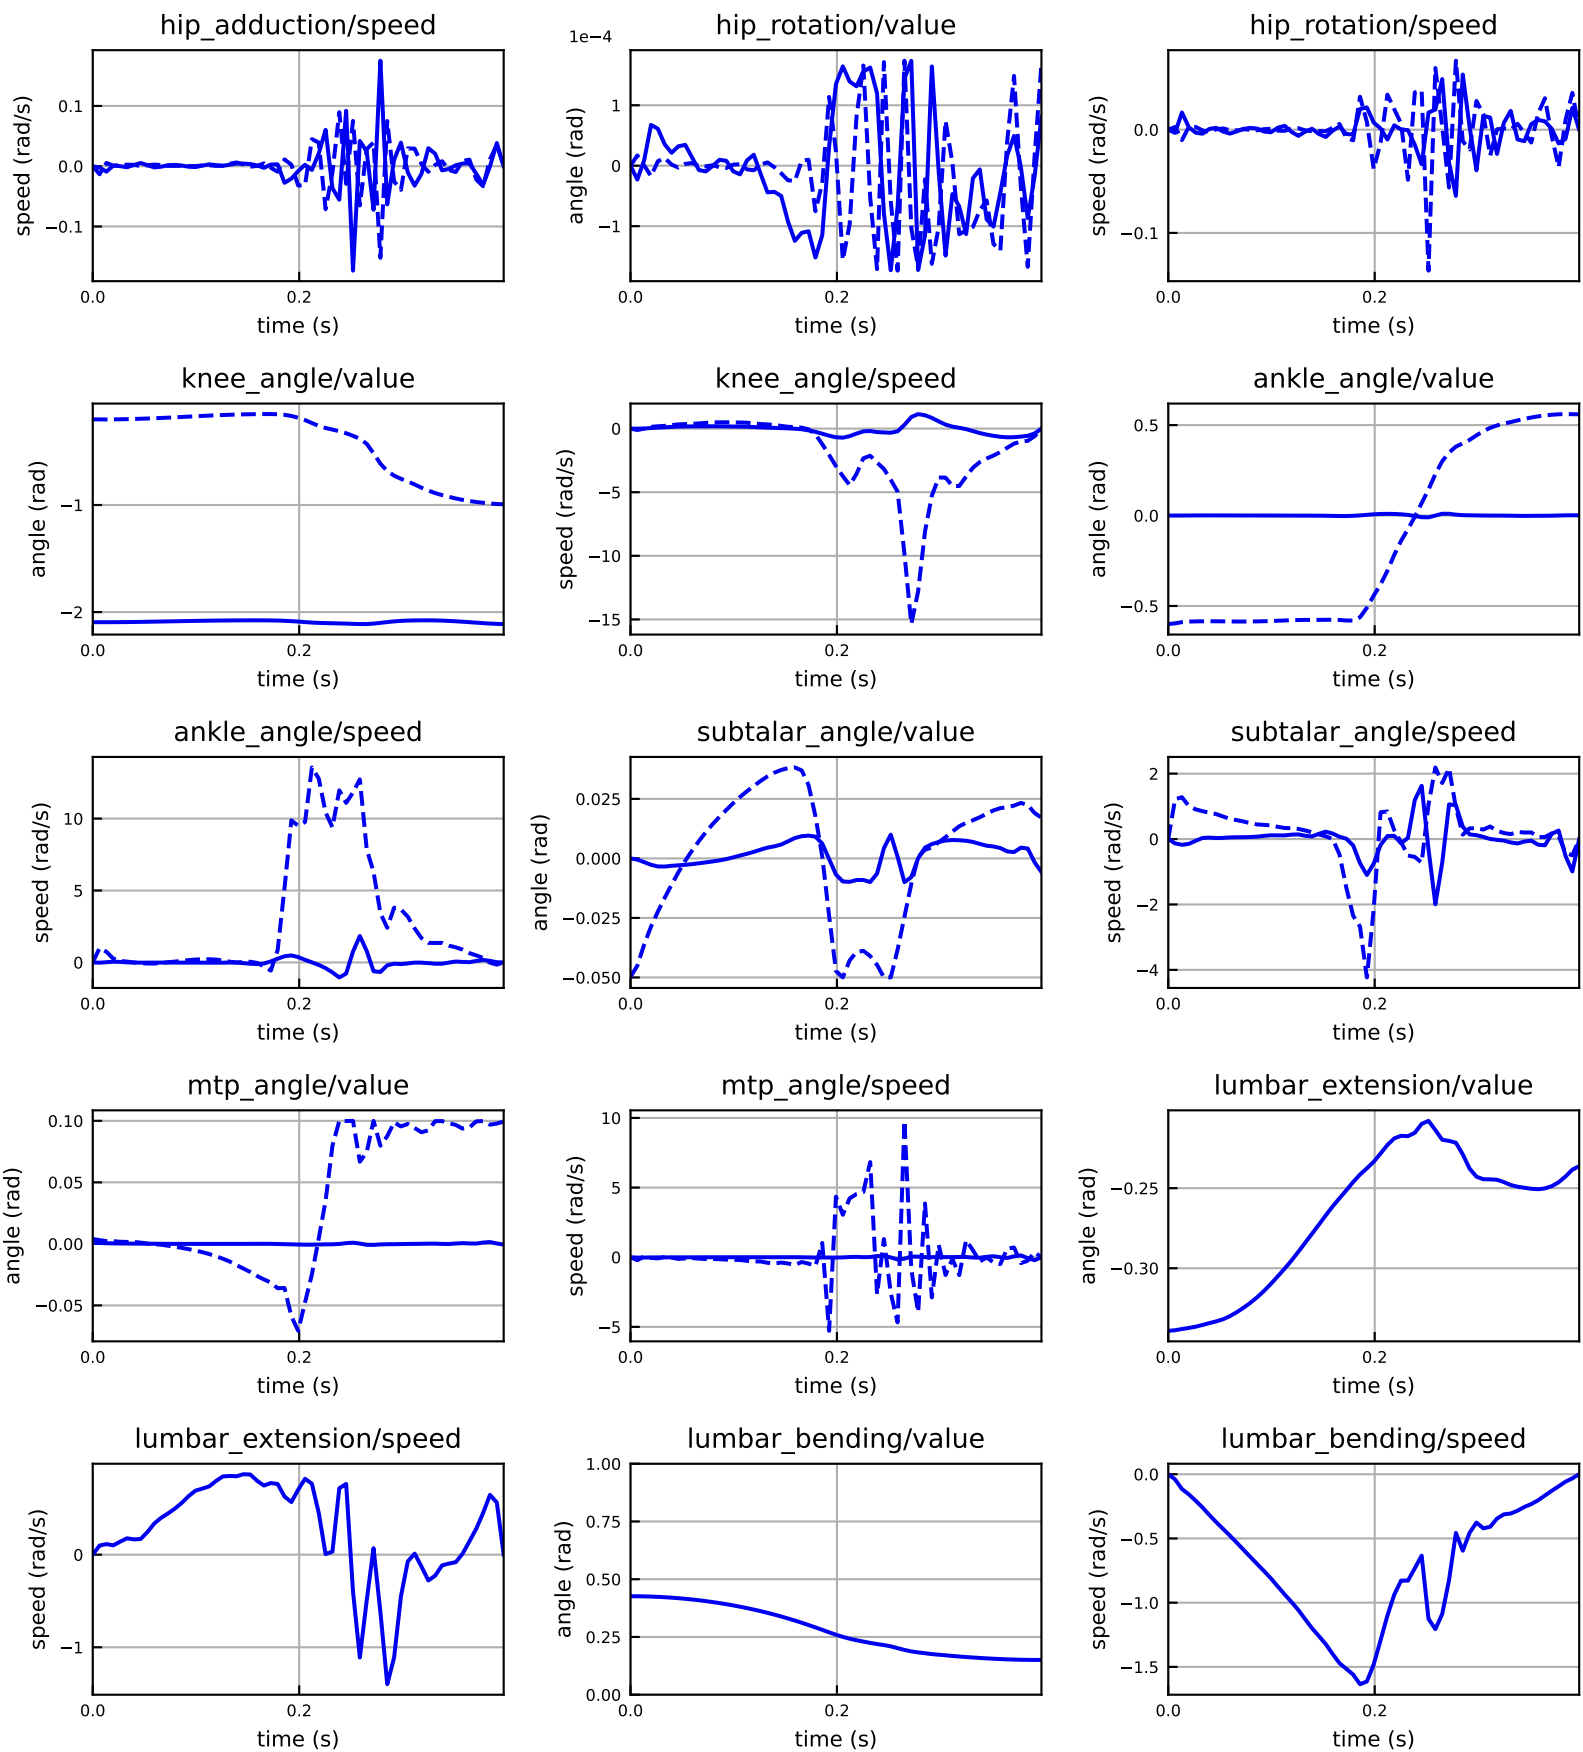 hip_adduction/speed
speed (rad/s)
0.1
0.0
−0.1
0.0
0.2
time (s)
hip_rotation/value
1e−4
angle (rad)
1
0
−1
0.0
0.2
time (s)
hip_rotation/speed
speed (rad/s)
0.0
−0.1
0.0
0.2
time (s)
knee_angle/value
angle (rad)
−1
−2
0.0
0.2
time (s)
knee_angle/speed
speed (rad/s)
0
−5
−10
−15
0.0
0.2
time (s)
ankle_angle/value
angle (rad)
0.5
0.0
−0.5
0.0
0.2
time (s)
ankle_angle/speed
speed (rad/s)
10
5
0
0.0
0.2
time (s)
subtalar_angle/value
angle (rad)
0.025
0.000
−0.025
−0.050
0.0
0.2
time (s)
subtalar_angle/speed
speed (rad/s)
2
0
−2
−4
0.0
0.2
time (s)
mtp_angle/value
angle (rad)
0.10
0.05
0.00
−0.05
0.0
0.2
time (s)
mtp_angle/speed
speed (rad/s)
10
5
0
−5
0.0
0.2
time (s)
lumbar_extension/value
angle (rad)
−0.25
−0.30
0.0
0.2
time (s)
lumbar_extension/speed
speed (rad/s)
0
−1
0.0
0.2
time (s)
lumbar_bending/value
angle (rad)
1.00
0.75
0.50
0.25
0.00
0.0
0.2
time (s)
lumbar_bending/speed
speed (rad/s)
0.0
−0.5
−1.0
−1.5
0.0
0.2
time (s)